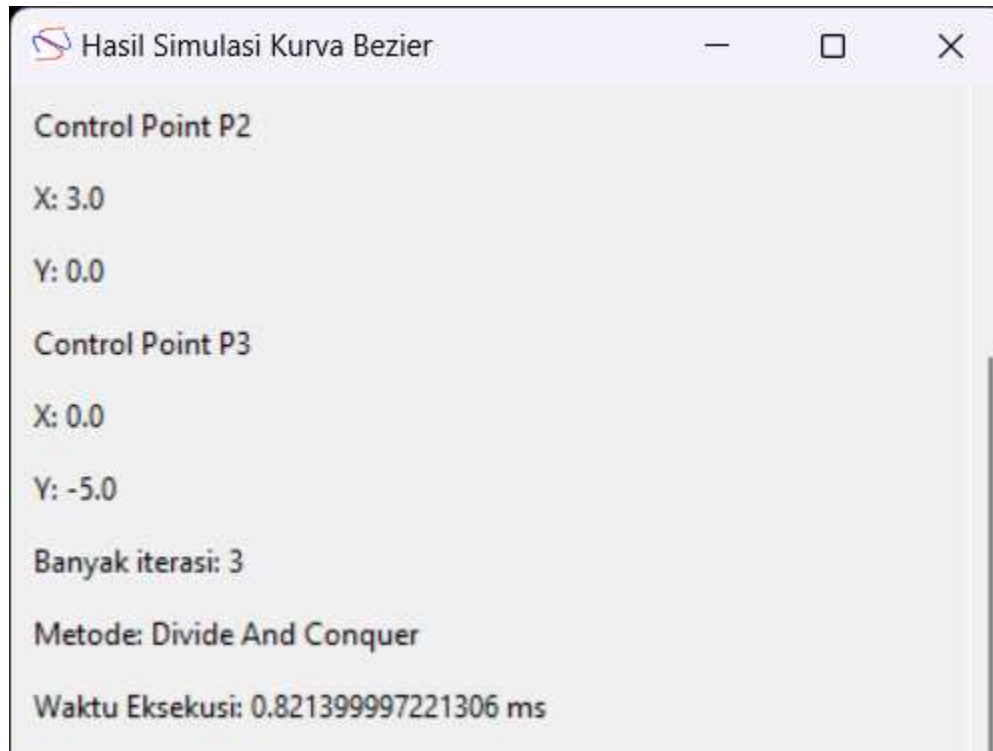 Hasil Simulasi Kurva Bezier
Control Point P2
X: 3.0
Y: 0.0
Control Point P3
X: 0.0
Y: -5.0
Banyak iterasi: 3
Metode: Divide And Conquer
Waktu Eksekusi: 0.821399997221306 ms